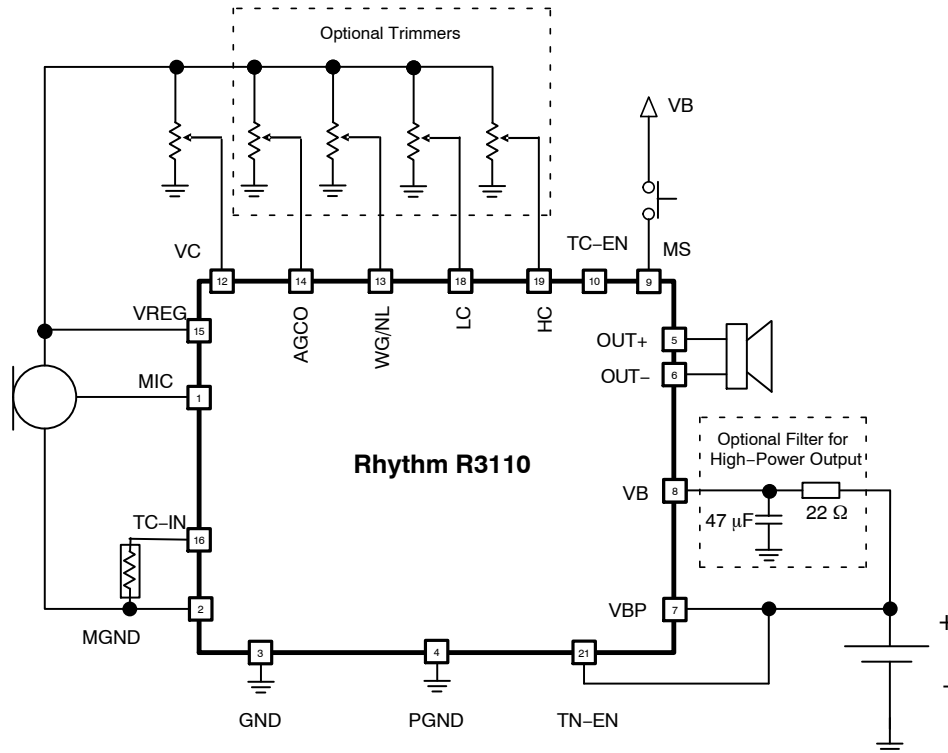 Optional Trimmers
VB
TC−EN
MS
VC
12
14
13
18
19
10
9
VREG
15
AGCO
WG/NL
LC
HC
OUT+
5
OUT−
6
MIC
1
Optional Filter for
High−Power Output
Rhythm R3110
VB
8
47 μF
22 Ω
TC−IN
16
2
MGND
VBP
7
+
-
3
4
21
GND
PGND
TN−EN